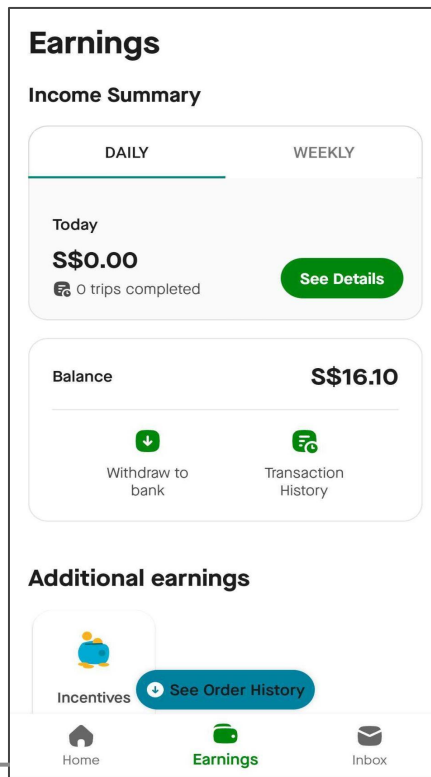 Earnings
Income Summary
DAILY
WEEKLY
Today
S$0.00
0 trips completed
See Details
Balance
S$16.10
Withdraw to
bank
Transaction
History
Additional earnings
Incentives
See Order History
Home
Earnings
Inbox